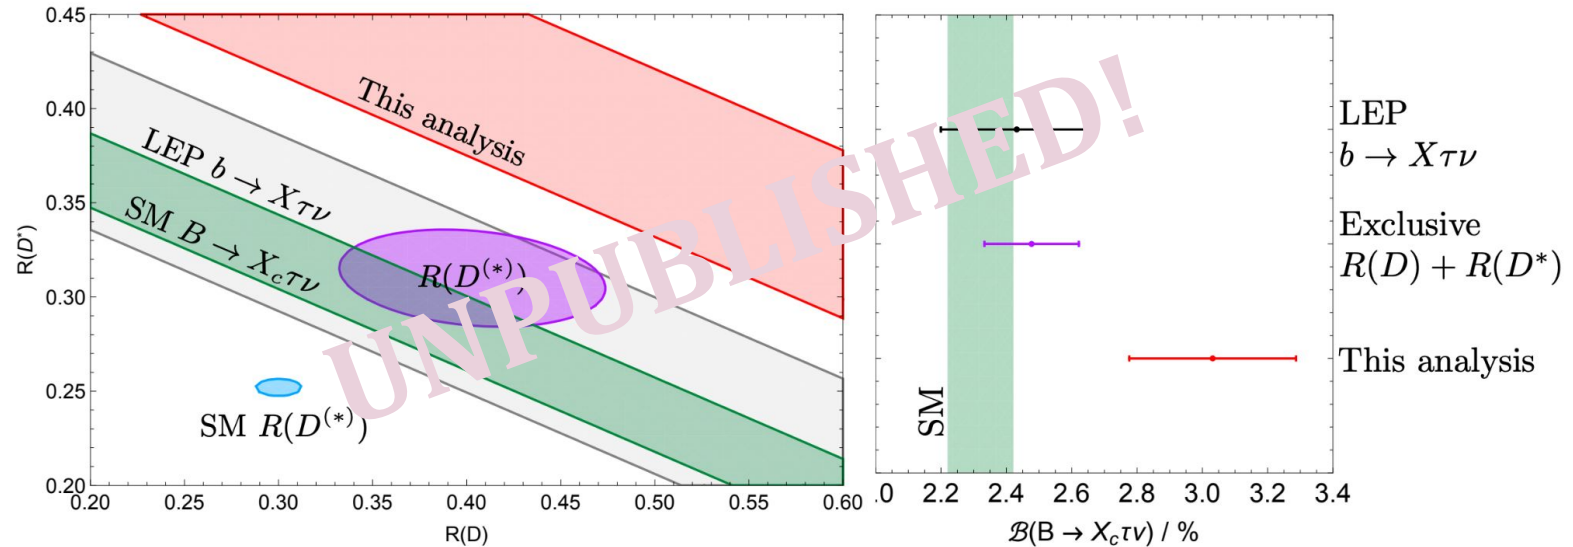 0.45
0.40
0.35
0.30
0.25
0.20
R(D*)
0.20 0.25 0.30 0.35 0.40 0.45 0.50 0.55 0.60
R(D)
This analysis
LEP b → Xτν
SM B → X_cτν
R(D^(*))
SM R(D^(*))
UNPUBLISHED!
SM
LEP
b → Xτν
Exclusive
R(D) + R(D*)
This analysis
.0 2.2 2.4 2.6 2.8 3.0 3.2 3.4
ℬ(B → X_cτν) / %